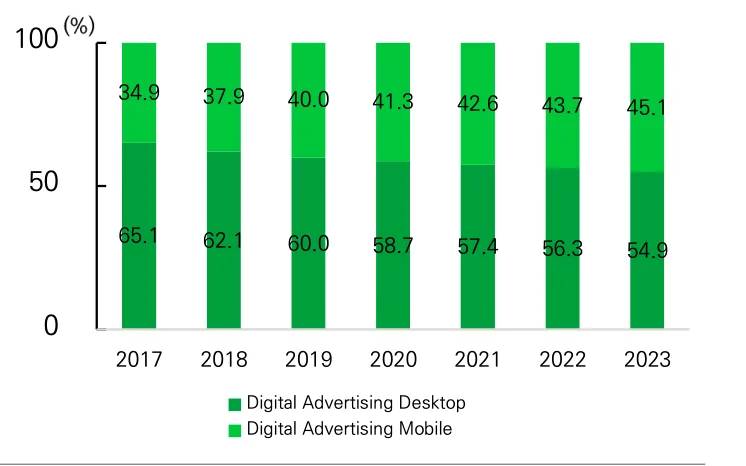 100 (%)
34.9 37.9 40.0 41.3 42.6 43.7 45.1
50
65.1 62.1 60.0 58.7 57.4 56.3 54.9
0
2017 2018 2019 2020 2021 2022 2023
Digital Advertising Desktop
Digital Advertising Mobile